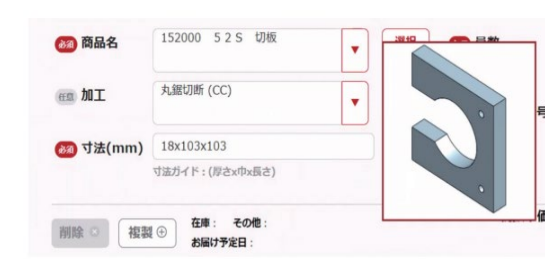 必須 商品名
152000 52S 切板
▼
任意 加工
丸鋸切断 (CC)
▼
必須 寸法(mm)
18x103x103
寸法ガイド：(厚さx巾x長さ)
削除
複製
在庫： その他：
お届け予定日：